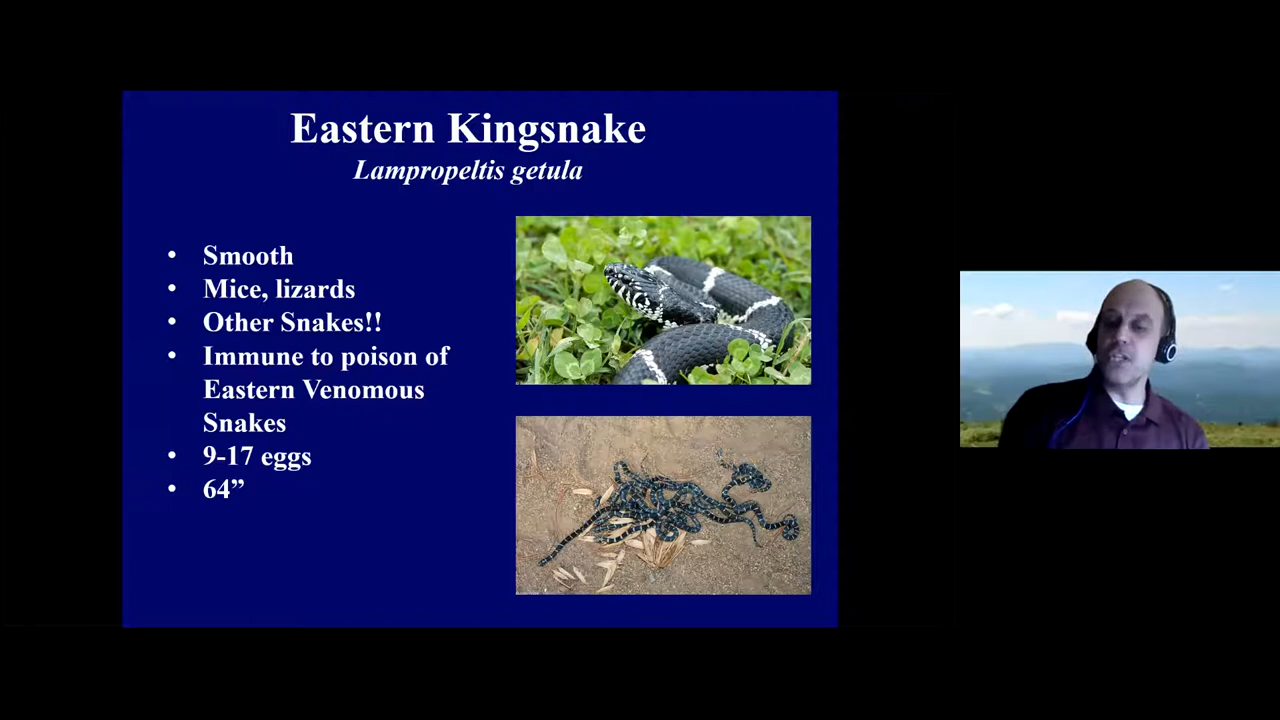 Eastern Kingsnake
Lampropeltis getula
• Smooth
• Mice, lizards
• Other Snakes!!
• Immune to poison of
Eastern Venomous
Snakes
• 9-17 eggs
• 64”